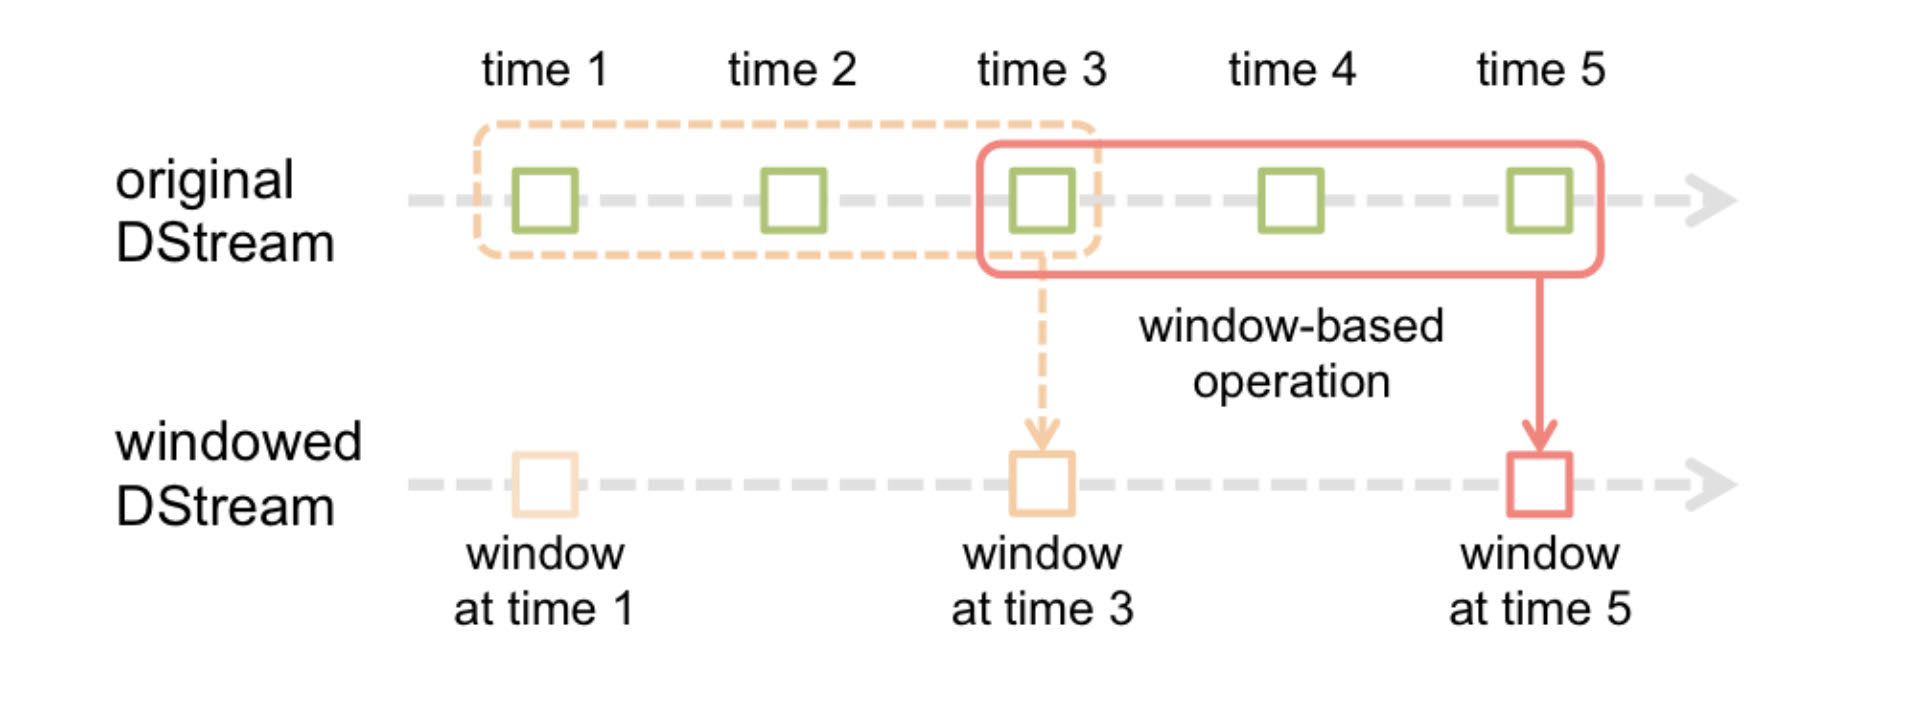 time 1
time 2
time 3
time 4
time 5
original
DStream
window-based
operation
windowed
DStream
window
at time 1
window
at time 3
window
at time 5